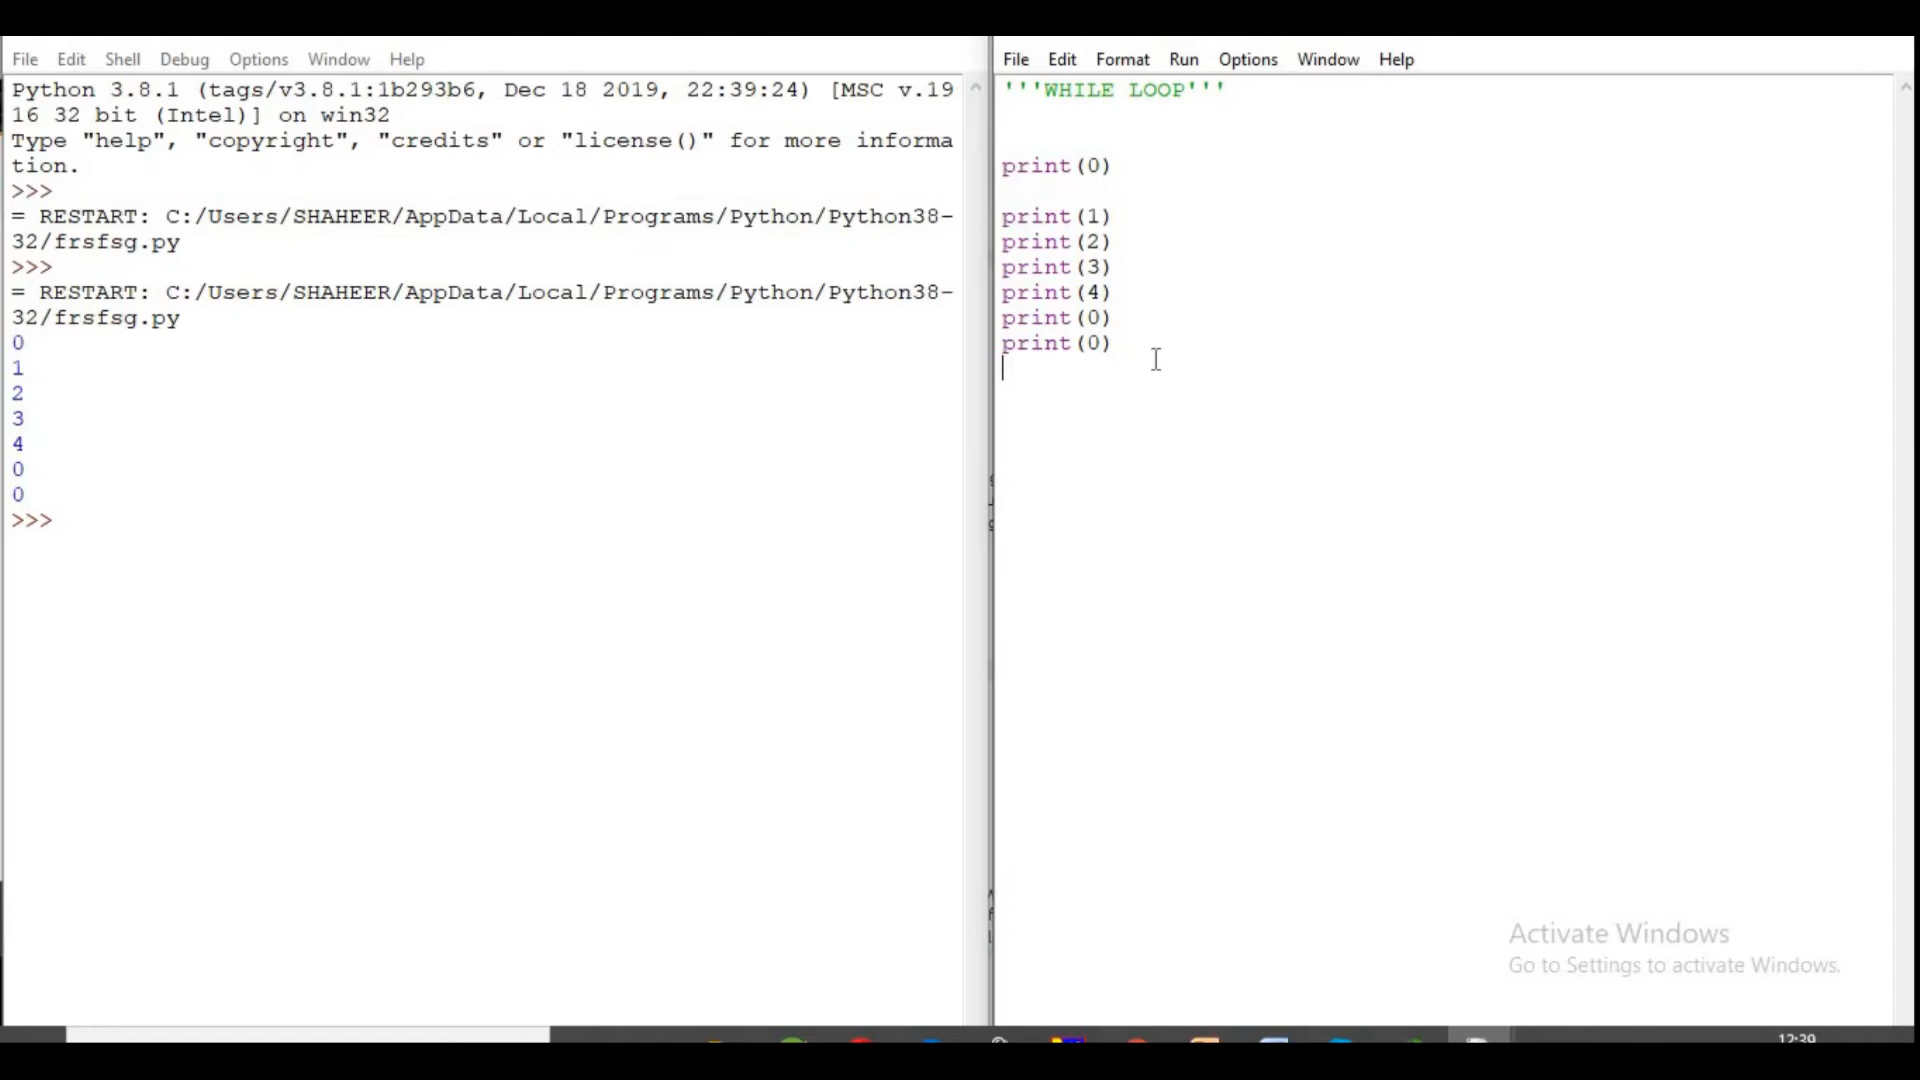 File Edit Shell Debug Options Window Help
Python 3.8.1 (tags/v3.8.1:1b293b6, Dec 18 2019, 22:39:24) [MSC v.19
16 32 bit (Intel)] on win32
Type "help", "copyright", "credits" or "license()" for more informa
tion.
>>>
= RESTART: C:/Users/SHAHEER/AppData/Local/Programs/Python/Python38-
32/frsfsg.py
>>>
= RESTART: C:/Users/SHAHEER/AppData/Local/Programs/Python/Python38-
32/frsfsg.py
0
1
2
3
4
0
0
>>>
File Edit Format Run Options Window Help
'''WHILE LOOP'''
print(0)
print(1)
print(2)
print(3)
print(4)
print(0)
print(0)
Activate Windows
Go to Settings to activate Windows.
12:39